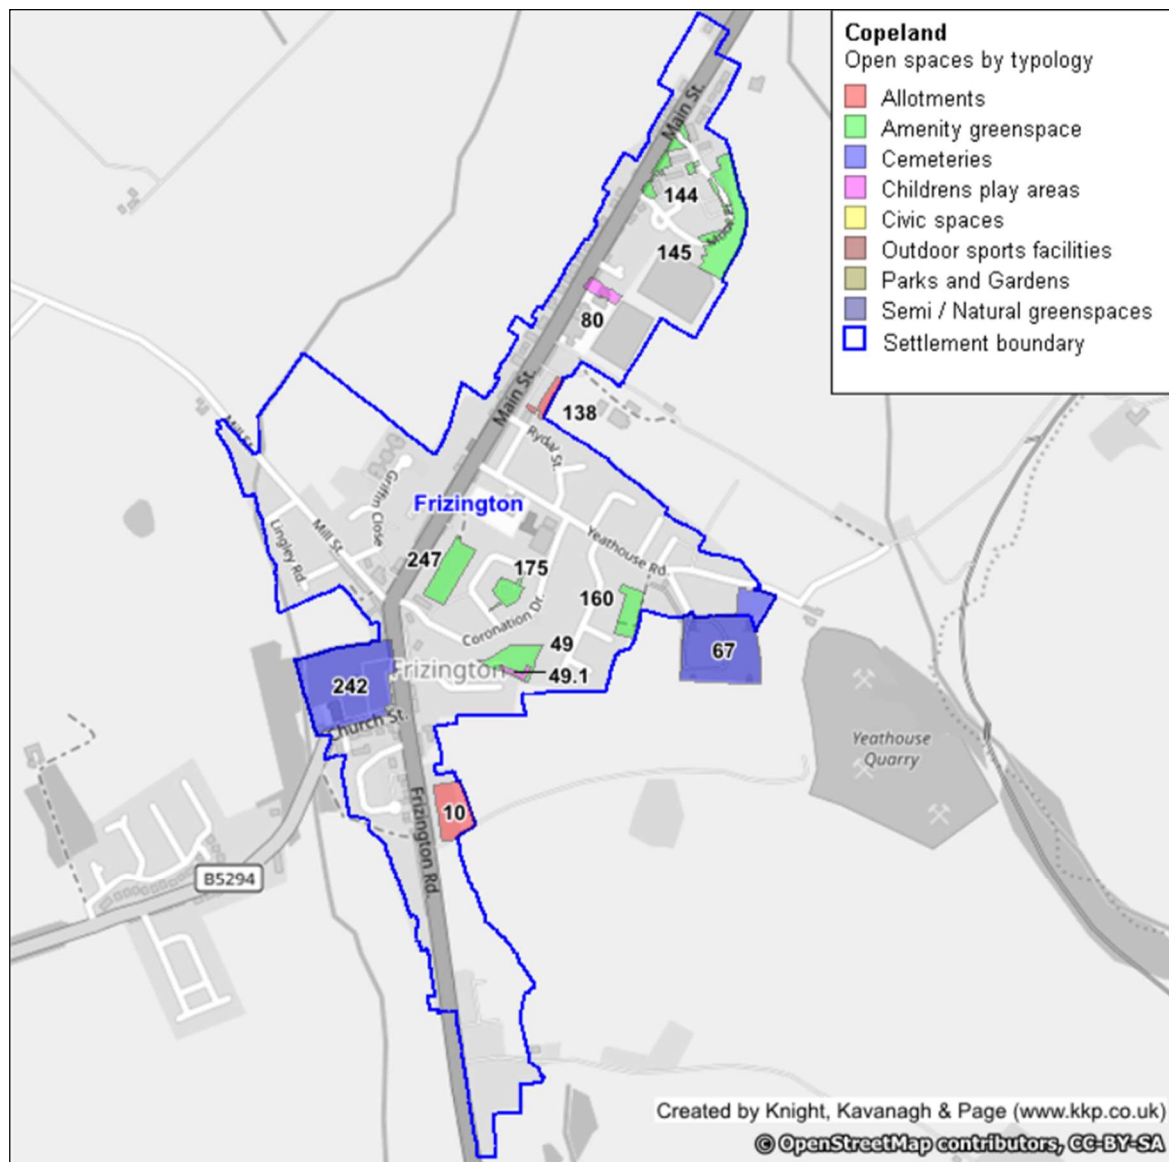 Copeland
Open spaces by typology
Allotments
Amenity greenspace
Cemeteries
Childrens play areas
Civic spaces
Outdoor sports facilities
Parks and Gardens
Semi / Natural greenspaces
Settlement boundary
Main St.
144
145
80
Main St.
138
Rydal St.
Mill St.
Griffin Close
Frizington
Lingley Rd.
Mill St.
247
175
Yeathouse Rd.
160
Coronation Dr.
49
67
Frizington
49.1
242
Church St.
Yeathouse
Quarry
10
Frizington Rd.
B5294
Created by Knight, Kavanagh & Page (www.kkp.co.uk)
© OpenStreetMap contributors, CC-BY-SA